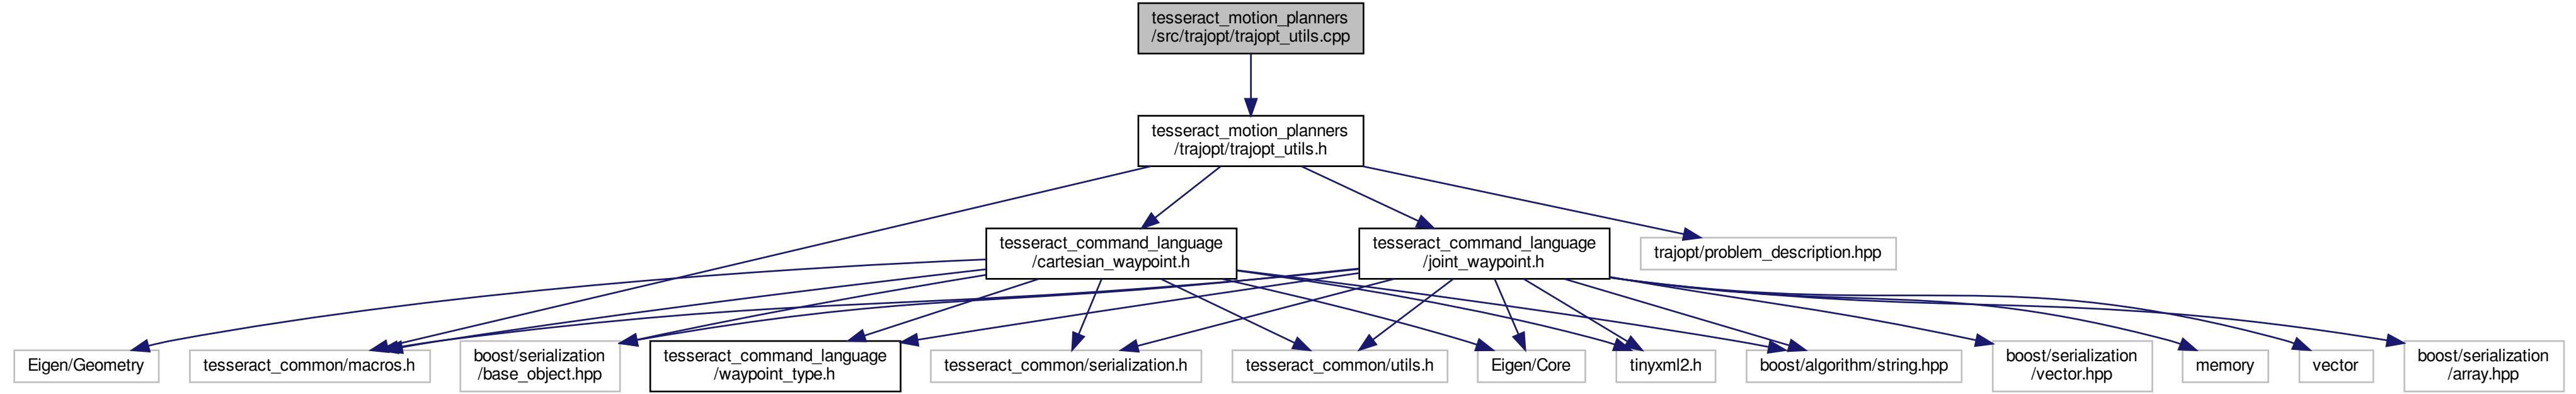 tesseract_motion_planners
/src/trajopt/trajopt_utils.cpp
tesseract_motion_planners
/trajopt/trajopt_utils.h
tesseract_command_language
/cartesian_waypoint.h
tesseract_command_language
/joint_waypoint.h
trajopt/problem_description.hpp
Eigen/Geometry
tesseract_common/macros.h
boost/serialization
/base_object.hpp
tesseract_command_language
/waypoint_type.h
tesseract_common/serialization.h
tesseract_common/utils.h
Eigen/Core
tinyxml2.h
boost/algorithm/string.hpp
boost/serialization
/vector.hpp
memory
vector
boost/serialization
/array.hpp